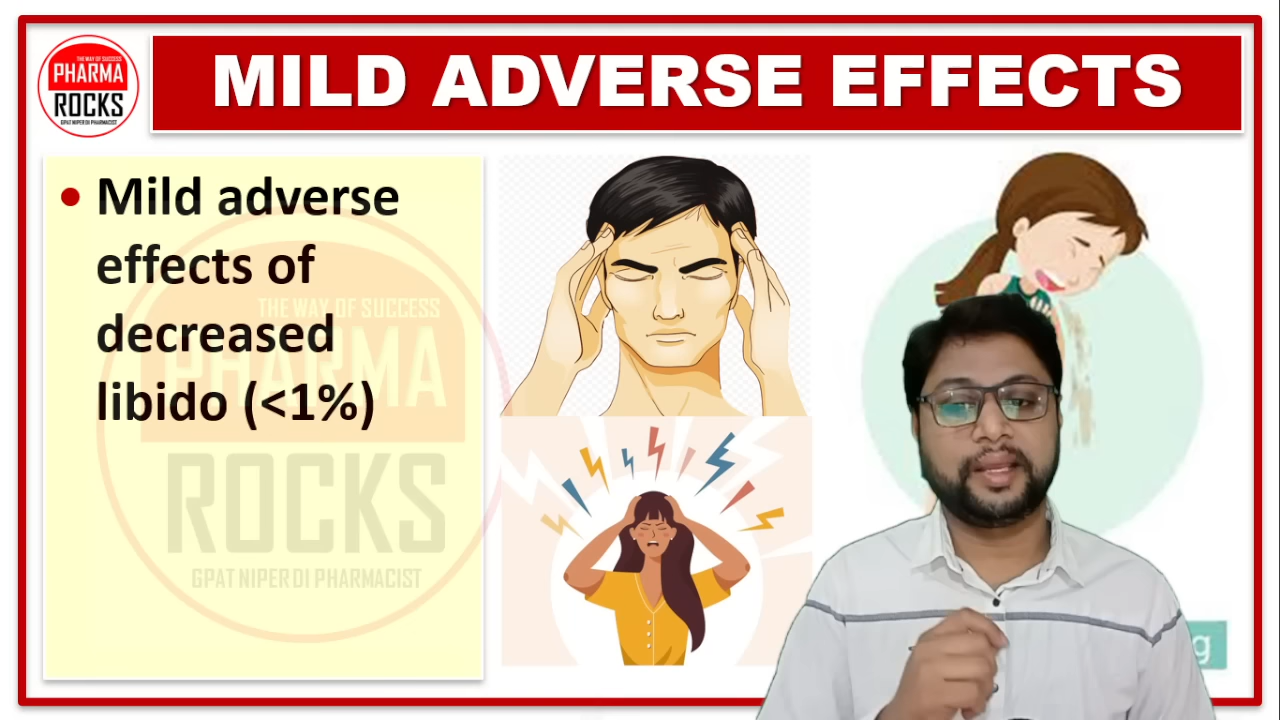 THE WAY OF SUCCESS
PHARMA
ROCKS
GPAT NIPER DI PHARMACIST
MILD ADVERSE EFFECTS
• Mild adverse
effects of
decreased
libido (<1%)
THE WAY OF SUCCESS
PHARMA
ROCKS
GPAT NIPER DI PHARMACIST